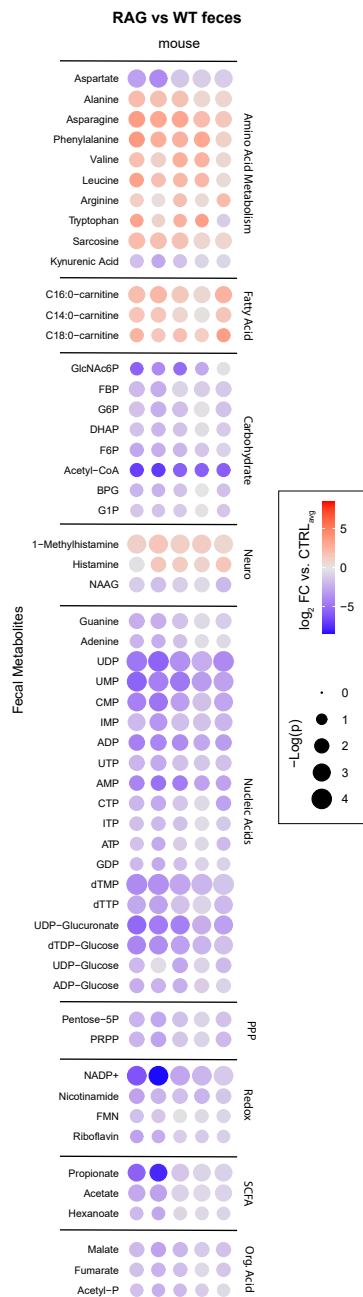 RAG vs WT feces
mouse
Aspartate
Alanine
Asparagine
Phenylalanine
Valine
Leucine
Arginine
Tryptophan
Sarcosine
Kynurenic Acid
Amino Acid Metabolism
C16:0−carnitine
C14:0−carnitine
C18:0−carnitine
Fatty Acid
GlcNAc6P
FBP
G6P
DHAP
F6P
Acetyl−CoA
BPG
G1P
Carbohydrate
1−Methylhistamine
Histamine
NAAG
Neuro
Guanine
Adenine
UDP
UMP
CMP
IMP
ADP
UTP
AMP
CTP
ITP
ATP
GDP
dTMP
dTTP
UDP−Glucuronate
dTDP−Glucose
UDP−Glucose
ADP−Glucose
Nucleic Acids
Pentose−5P
PRPP
PPP
NADP+
Nicotinamide
FMN
Riboflavin
Redox
Propionate
Acetate
Hexanoate
SCFA
Malate
Fumarate
Acetyl−P
Org. Acid
Fecal Metabolites
log2 FC vs. CTRLavg
5
0
−5
−Log(p)
0
1
2
3
4